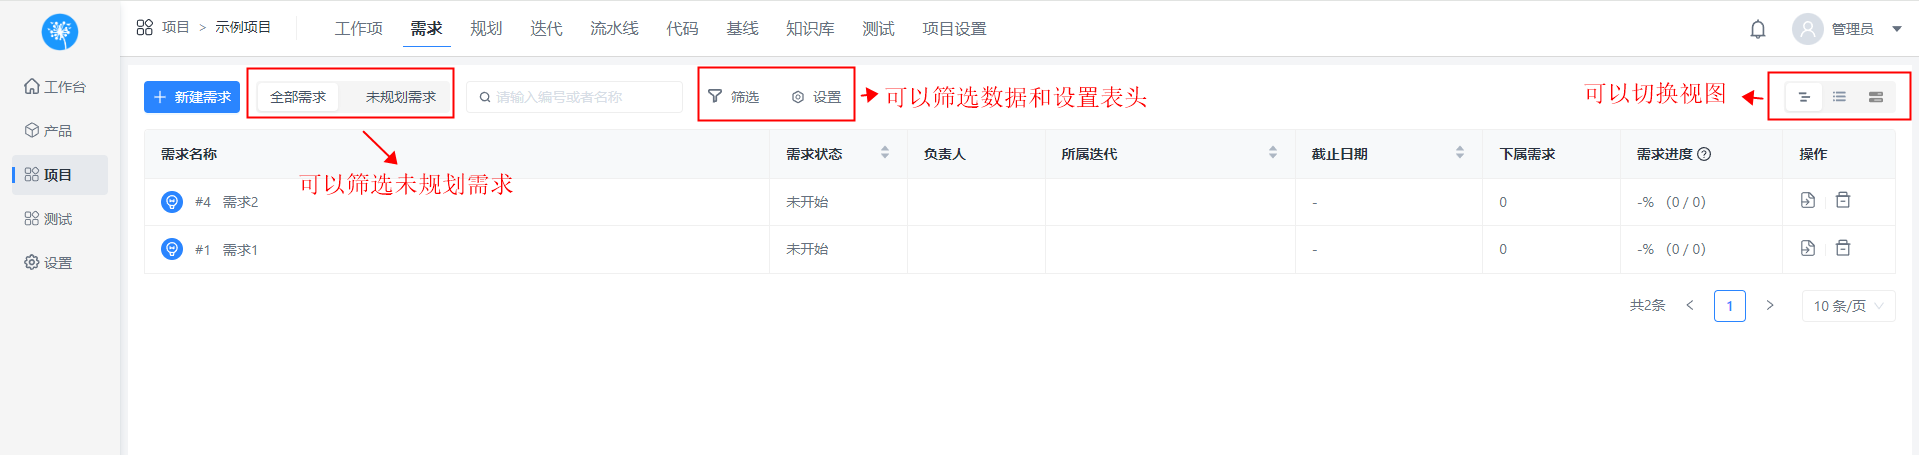 项目 > 示例项目 工作项 需求 规划 迭代 流水线 代码 基线 知识库 测试 项目设置 管理员
工作台
产品
项目
测试
设置
+ 新建需求 全部需求 未规划需求 请输入编号或者名称 筛选 设置 可以筛选数据和设置表头 可以切换视图
需求名称 需求状态 负责人 所属迭代 截止日期 下属需求 需求进度 ? 操作
可以筛选未规划需求
#4 需求2 未开始 - 0 -% (0 / 0)
#1 需求1 未开始 - 0 -% (0 / 0)
共2条 < 1 > 10 条/页